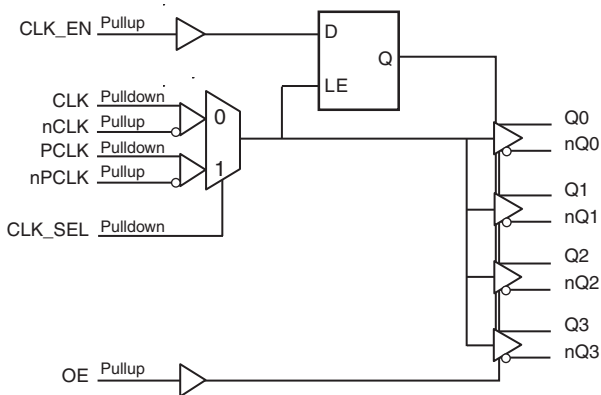 CLK_EN Pullup
D
Q
LE
CLK Pulldown
nCLK Pullup
PCLK Pulldown
nPCLK Pullup
0
1
CLK_SEL Pulldown
OE Pullup
Q0
nQ0
Q1
nQ1
Q2
nQ2
Q3
nQ3